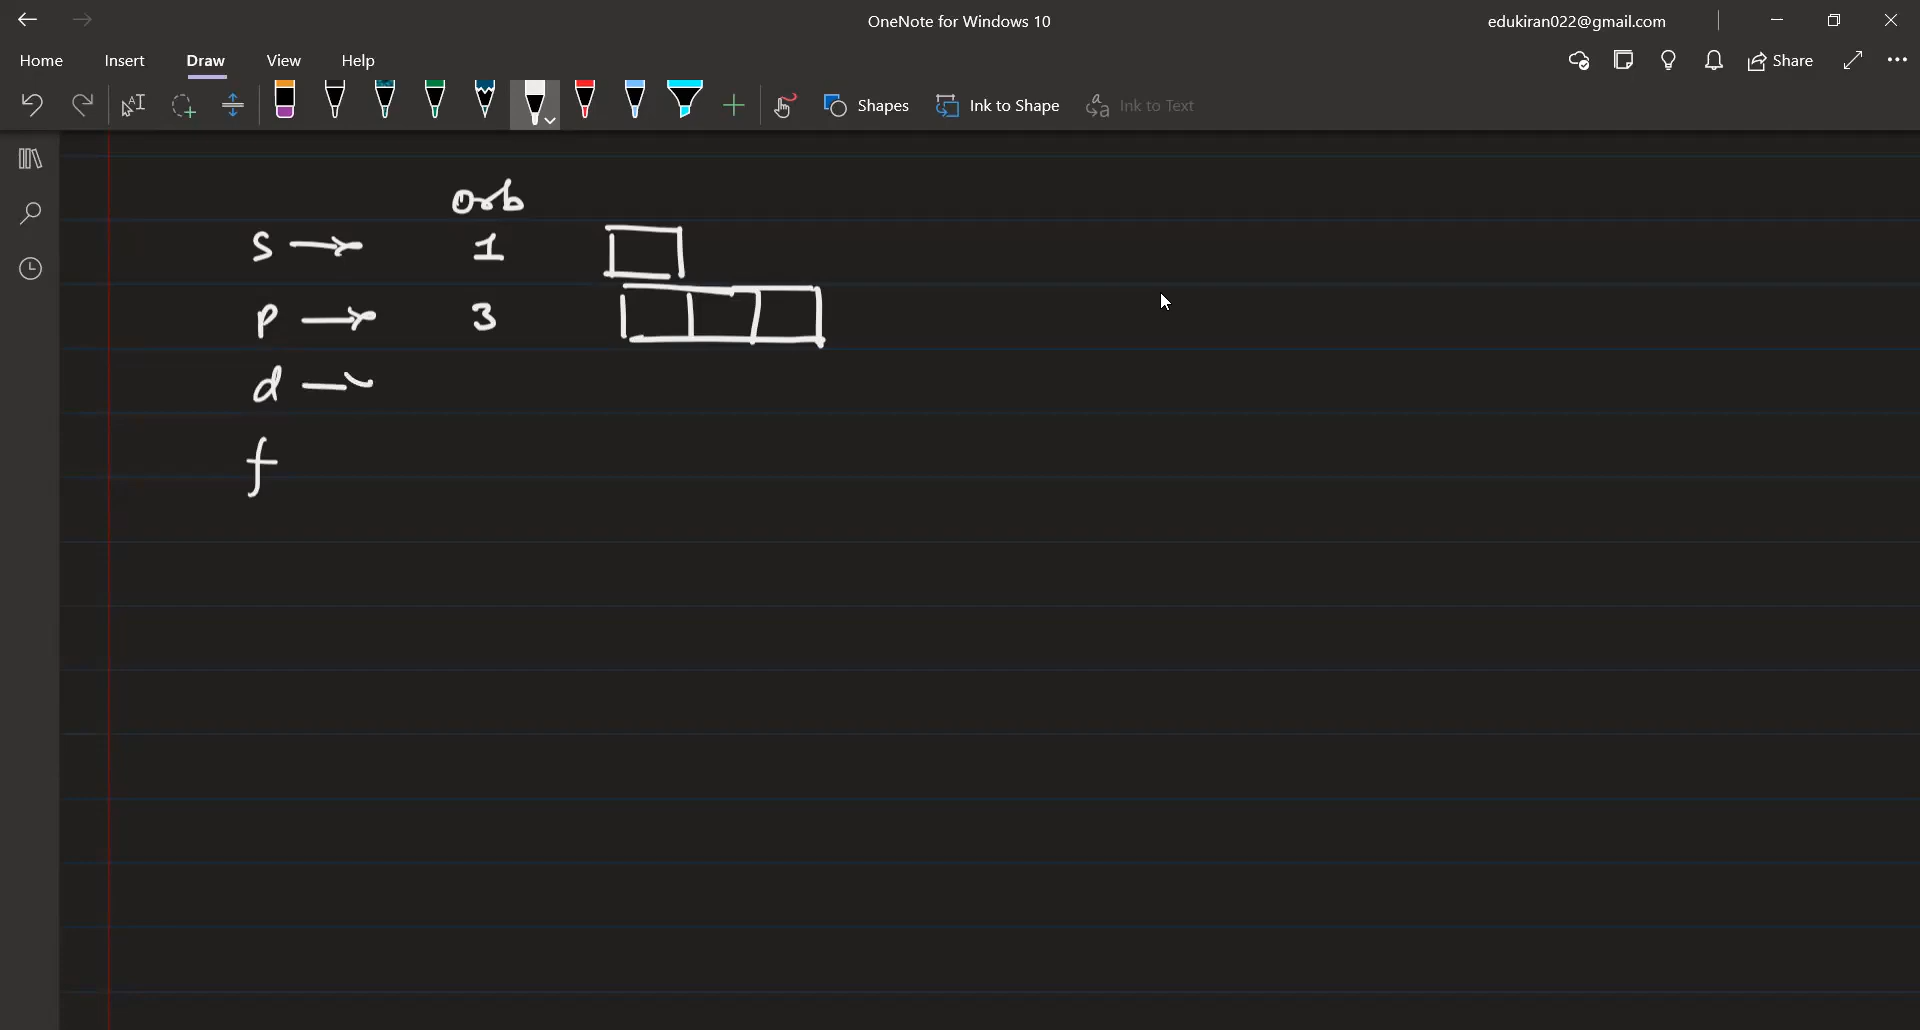 OneNote for Windows 10
edukiran022@gmail.com
Home Insert Draw View Help
Share
Shapes Ink to Shape Ink to Text
orb
s → 1
p → 3
d →
f